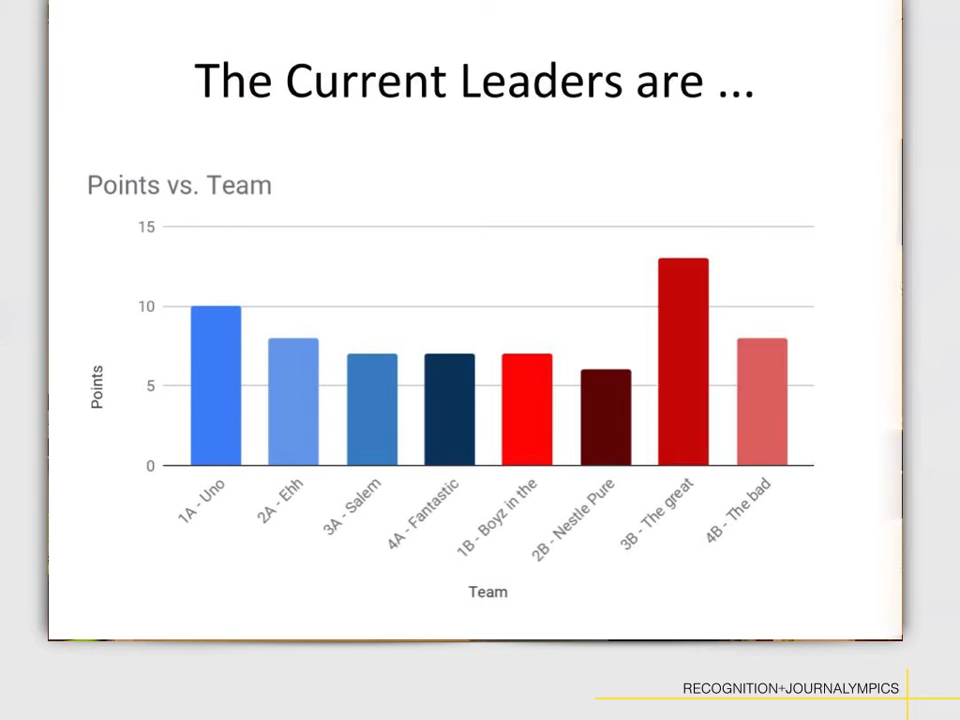 The Current Leaders are ...
Points vs. Team
15
10
5
0
Points
1A - Uno
2A - Ehh
3A - Salem
4A - Fantastic
1B - Boyz in the
2B - Nestle Pure
3B - The great
4B - The bad
Team
RECOGNITION+JOURNALYMPICS